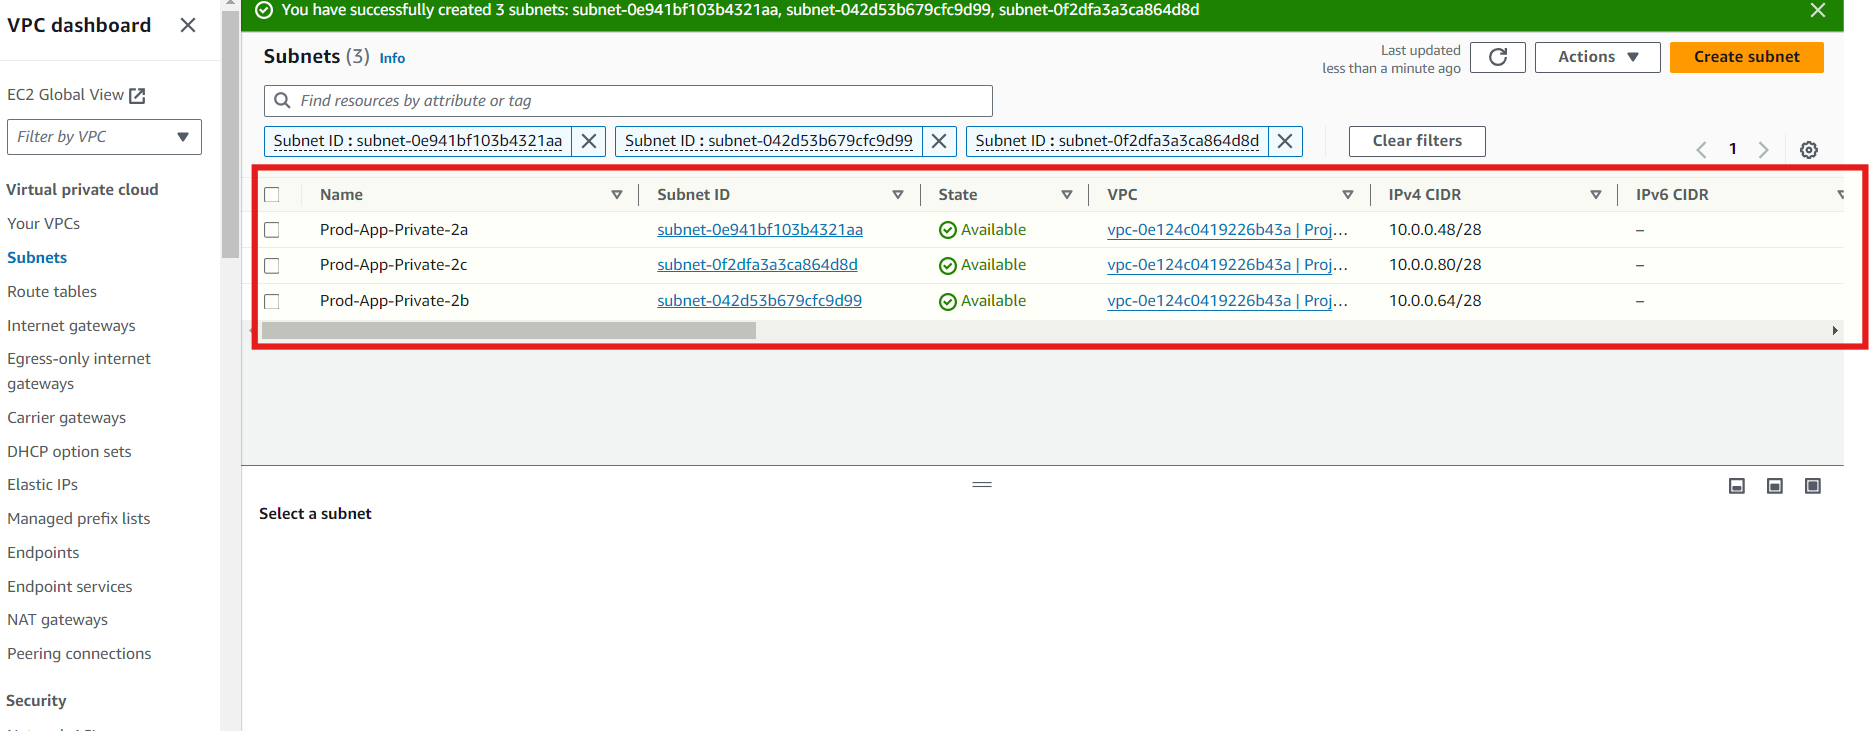 VPC dashboard
EC2 Global View
Filter by VPC
Virtual private cloud
Your VPCs
Subnets
Route tables
Internet gateways
Egress-only internet
gateways
Carrier gateways
DHCP option sets
Elastic IPs
Managed prefix lists
Endpoints
Endpoint services
NAT gateways
Peering connections
Security
You have successfully created 3 subnets: subnet-0e941bf103b4321aa, subnet-042d53b679cfc9d99, subnet-0f2dfa3a3ca864d8d
Subnets (3) Info
Last updated
less than a minute ago
Actions
Create subnet
Find resources by attribute or tag
Subnet ID : subnet-0e941bf103b4321aa
Subnet ID : subnet-042d53b679cfc9d99
Subnet ID : subnet-0f2dfa3a3ca864d8d
Clear filters
1
Name Subnet ID State VPC IPv4 CIDR IPv6 CIDR
Prod-App-Private-2a subnet-0e941bf103b4321aa Available vpc-0e124c0419226b43a | Proj... 10.0.0.48/28 –
Prod-App-Private-2c subnet-0f2dfa3a3ca864d8d Available vpc-0e124c0419226b43a | Proj... 10.0.0.80/28 –
Prod-App-Private-2b subnet-042d53b679cfc9d99 Available vpc-0e124c0419226b43a | Proj... 10.0.0.64/28 –
Select a subnet